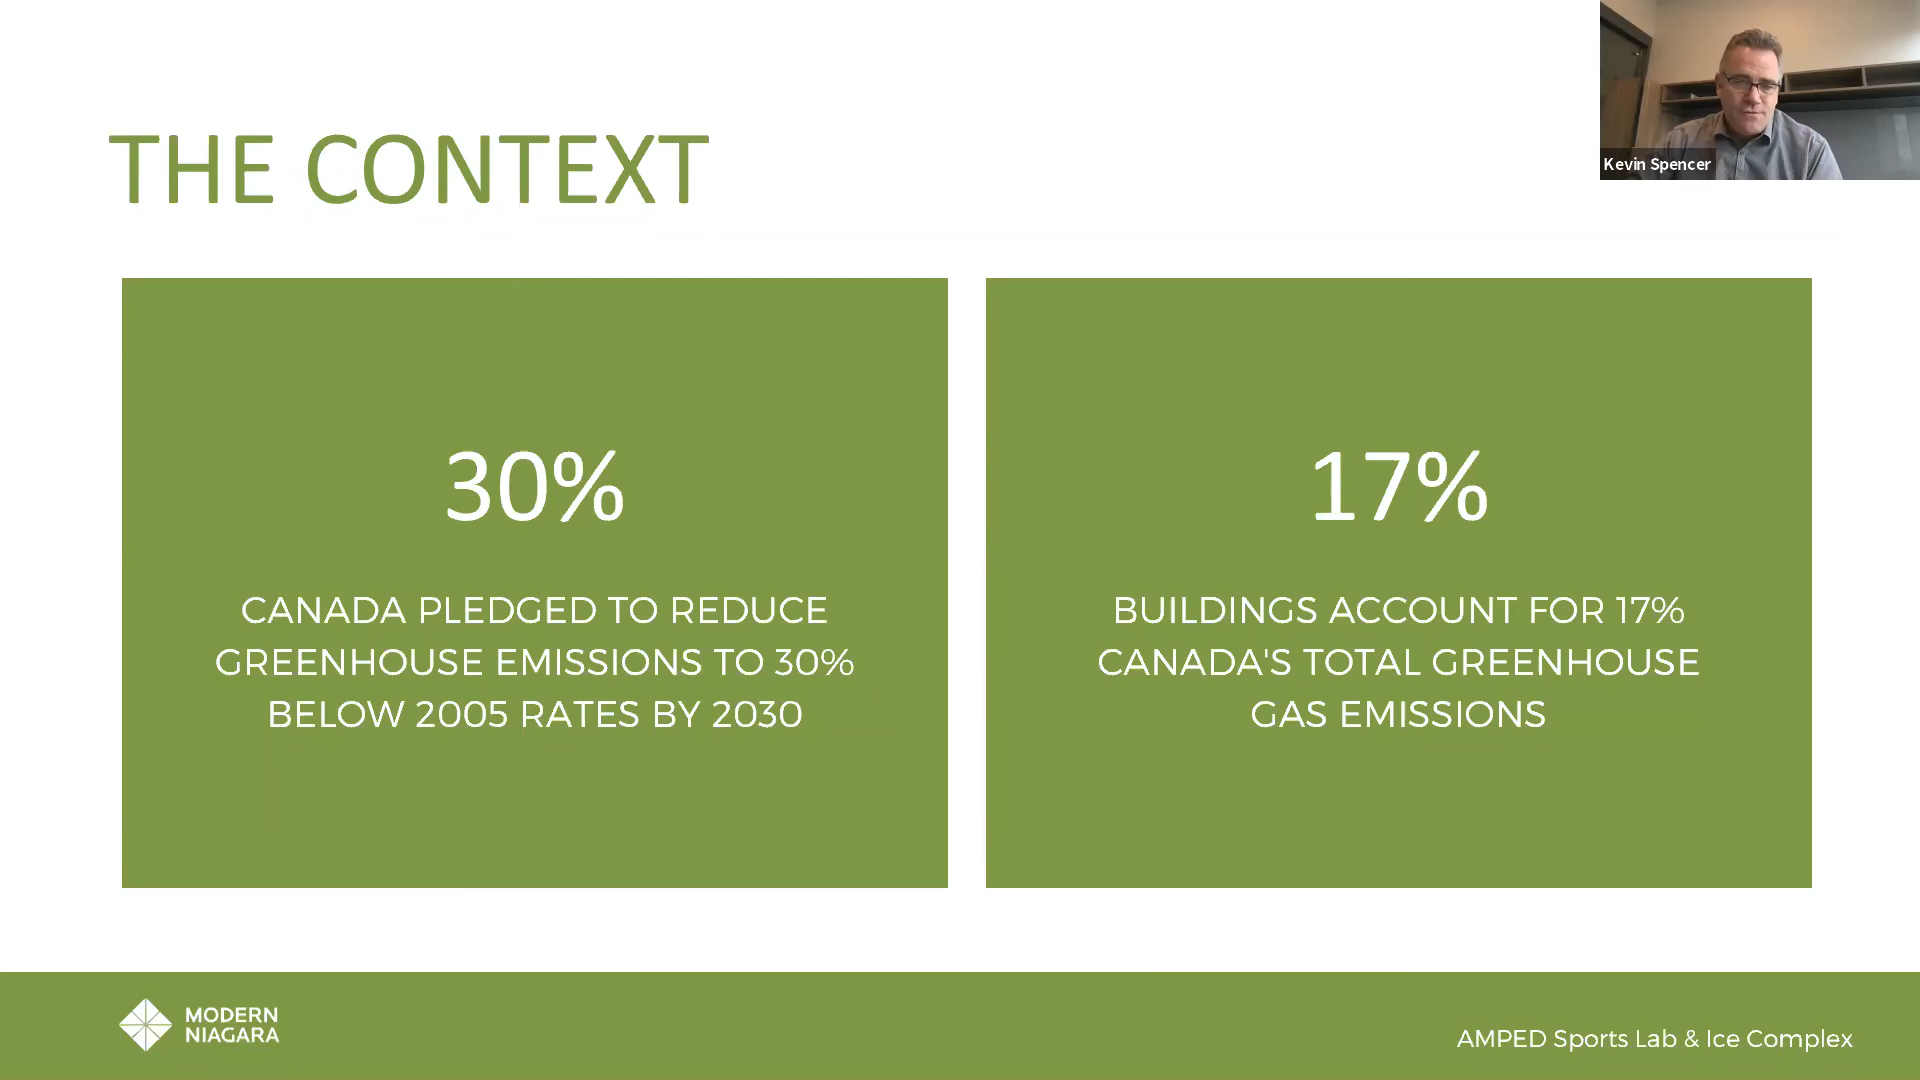 THE CONTEXT
Kevin Spencer
30%
CANADA PLEDGED TO REDUCE
GREENHOUSE EMISSIONS TO 30%
BELOW 2005 RATES BY 2030
17%
BUILDINGS ACCOUNT FOR 17%
CANADA'S TOTAL GREENHOUSE
GAS EMISSIONS
MODERN
NIAGARA
AMPED Sports Lab & Ice Complex